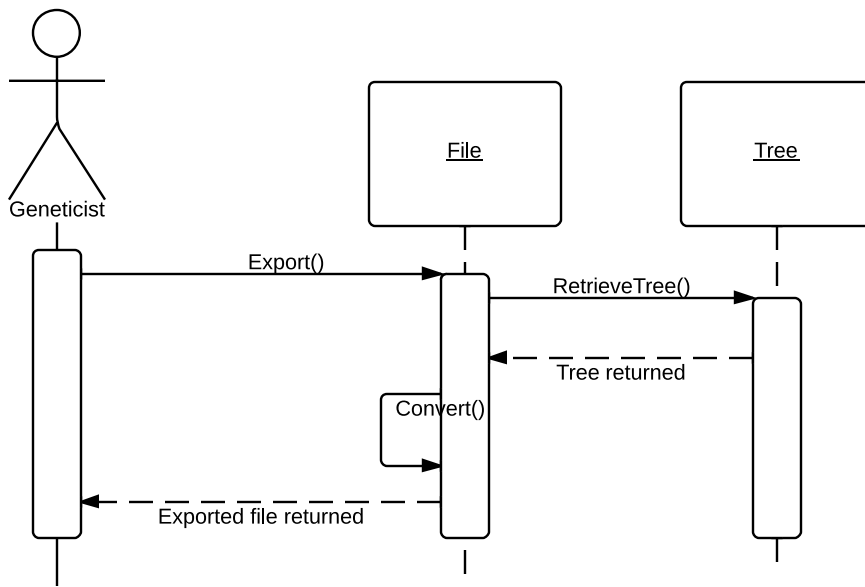 File
Tree
Geneticist
Export()
RetrieveTree()
Tree returned
Convert()
Exported file returned